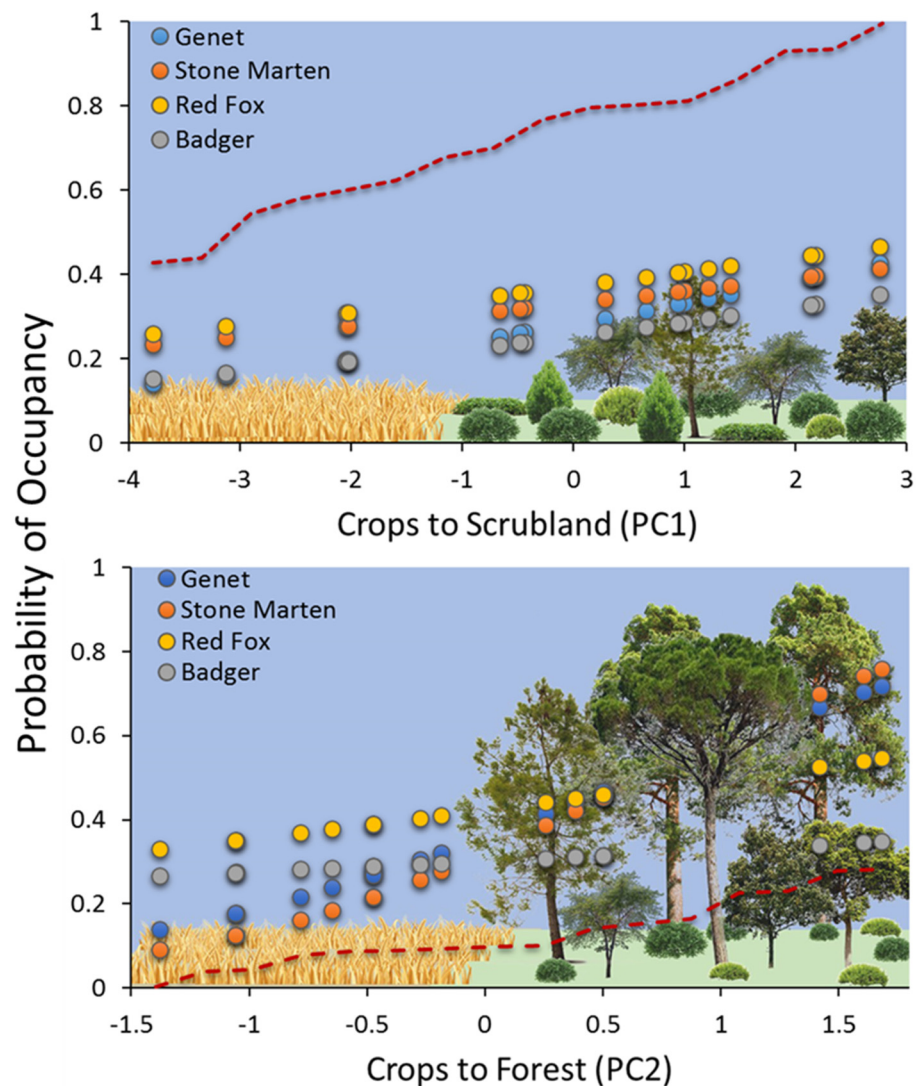 Probability of Occupancy
1
0.8
0.6
0.4
0.2
0
Genet
Stone Marten
Red Fox
Badger
-4 -3 -2 -1 0 1 2 3
Crops to Scrubland (PC1)
1
0.8
0.6
0.4
0.2
0
Genet
Stone Marten
Red Fox
Badger
-1.5 -1 -0.5 0 0.5 1 1.5
Crops to Forest (PC2)